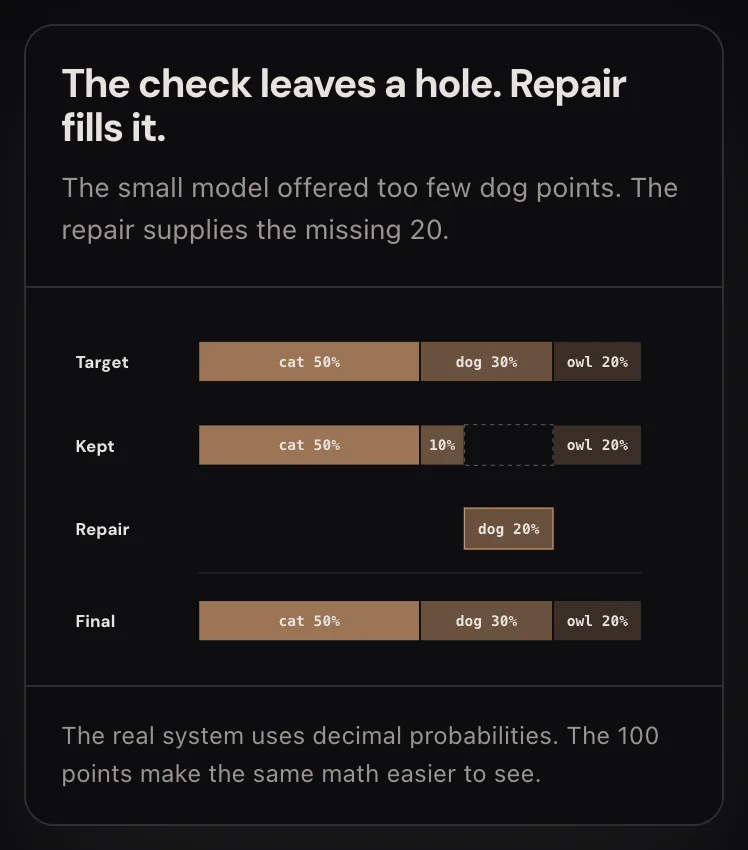 The check leaves a hole. Repair
fills it.
The small model offered too few dog points. The
repair supplies the missing 20.
Target cat 50% dog 30% owl 20%
Kept cat 50% 10% owl 20%
Repair dog 20%
Final cat 50% dog 30% owl 20%
The real system uses decimal probabilities. The 100
points make the same math easier to see.